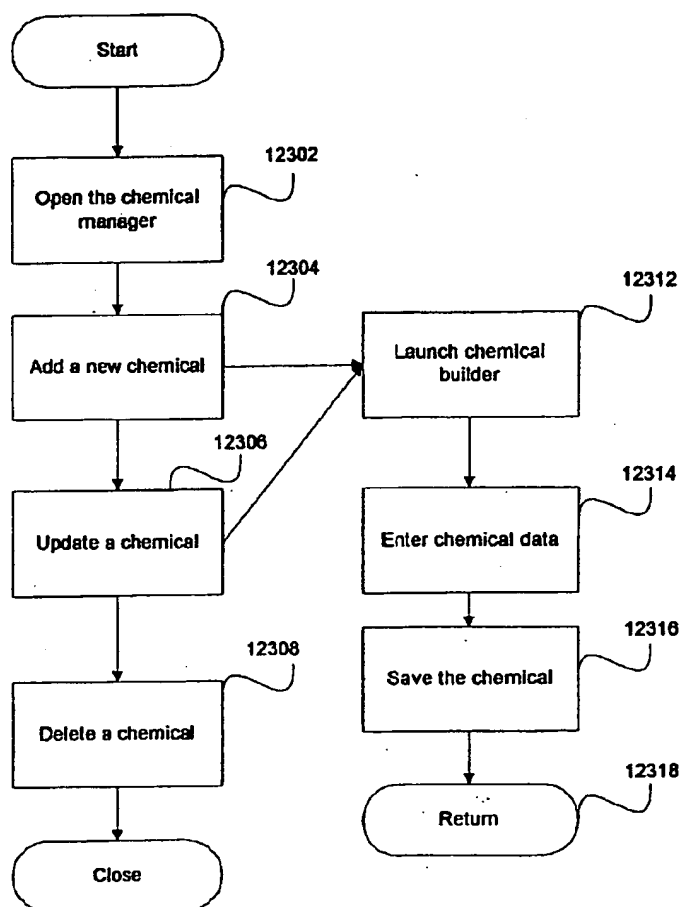 Start
12302
Open the chemical
manager
12304
Add a new chemical
12306
Update a chemical
12308
Delete a chemical
Close
12312
Launch chemical
builder
12314
Enter chemical data
12316
Save the chemical
12318
Return